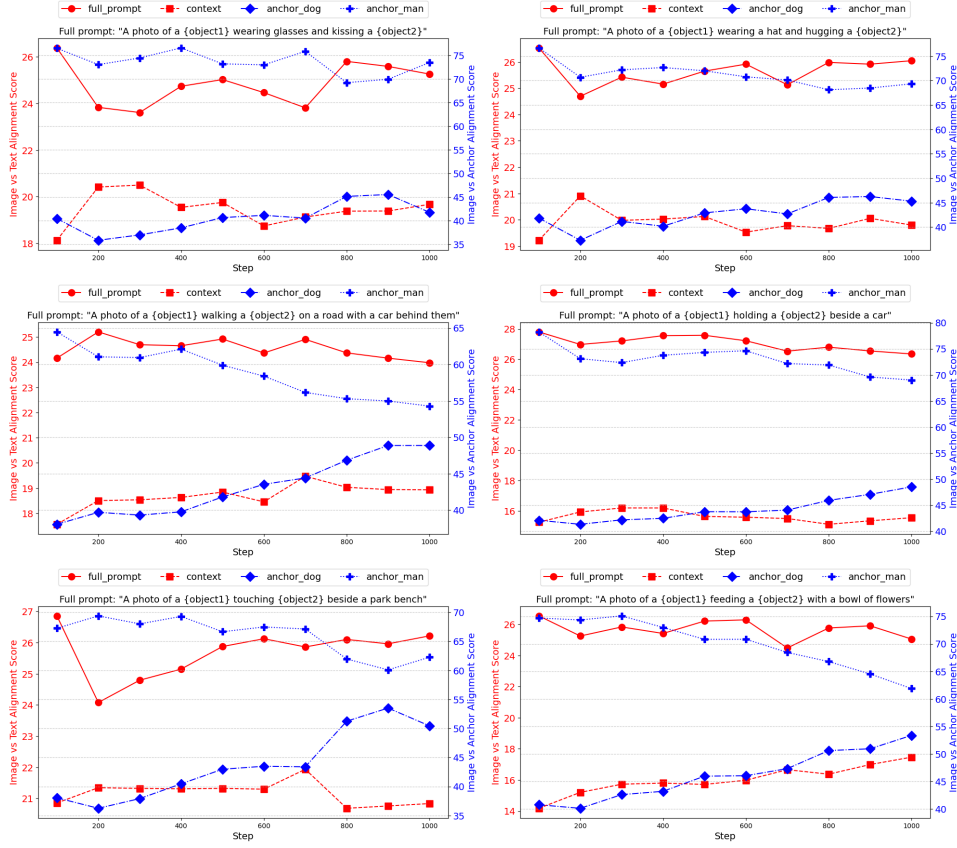 full_prompt context anchor_dog anchor_man
Full prompt: "A photo of a {object1} wearing glasses and kissing a {object2}"
Image vs Text Alignment Score
26
24
22
20
18
75
70
65
60
55
50
45
40
35
Image vs Anchor Alignment Score
200 400 600 800 1000
Step
full_prompt context anchor_dog anchor_man
Full prompt: "A photo of a {object1} wearing a hat and hugging a {object2}"
Image vs Text Alignment Score
26
25
24
23
22
21
20
19
75
70
65
60
55
50
45
40
Image vs Anchor Alignment Score
200 400 600 800 1000
Step
full_prompt context anchor_dog anchor_man
Full prompt: "A photo of a {object1} walking a {object2} on a road with a car behind them"
Image vs Text Alignment Score
25
24
23
22
21
20
19
18
65
60
55
50
45
40
Image vs Anchor Alignment Score
200 400 600 800 1000
Step
full_prompt context anchor_dog anchor_man
Full prompt: "A photo of a {object1} holding a {object2} beside a car"
Image vs Text Alignment Score
28
26
24
22
20
18
16
80
75
70
65
60
55
50
45
40
Image vs Anchor Alignment Score
200 400 600 800 1000
Step
full_prompt context anchor_dog anchor_man
Full prompt: "A photo of a {object1} touching {object2} beside a park bench"
Image vs Text Alignment Score
27
26
25
24
23
22
21
70
65
60
55
50
45
40
35
Image vs Anchor Alignment Score
200 400 600 800 1000
Step
full_prompt context anchor_dog anchor_man
Full prompt: "A photo of a {object1} feeding a {object2} with a bowl of flowers"
Image vs Text Alignment Score
26
24
22
20
18
16
14
75
70
65
60
55
50
45
40
Image vs Anchor Alignment Score
200 400 600 800 1000
Step